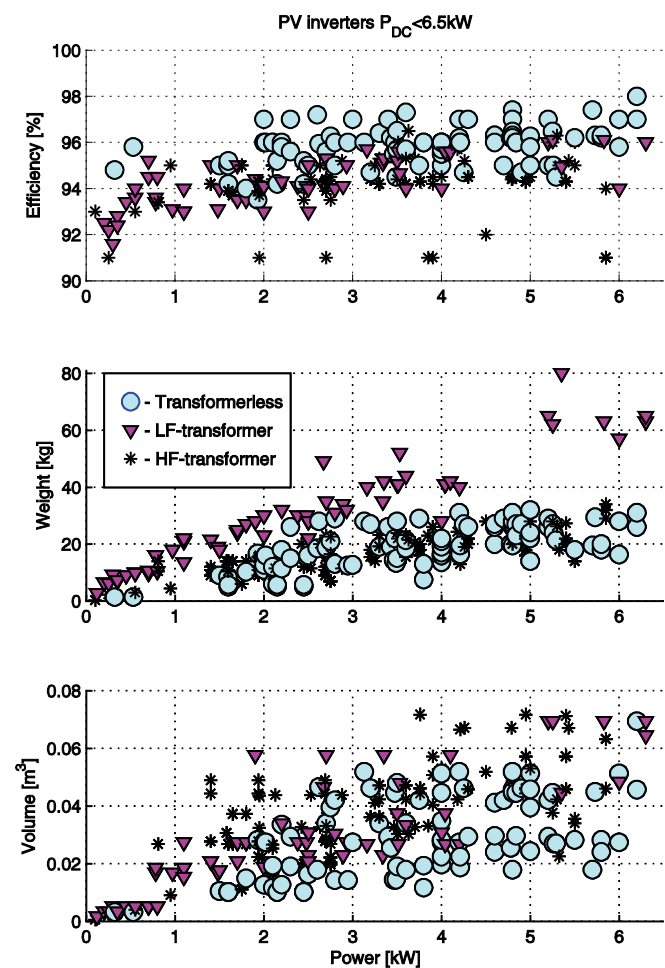 PV inverters P_DC<6.5kW
100
98
96
94
92
90
Efficiency [%]
0 1 2 3 4 5 6
80
60
40
20
0
Weight [kg]
- Transformerless
- LF-transformer
- HF-transformer
0 1 2 3 4 5 6
0.08
0.06
0.04
0.02
0
Volume [m³]
0 1 2 3 4 5 6
Power [kW]